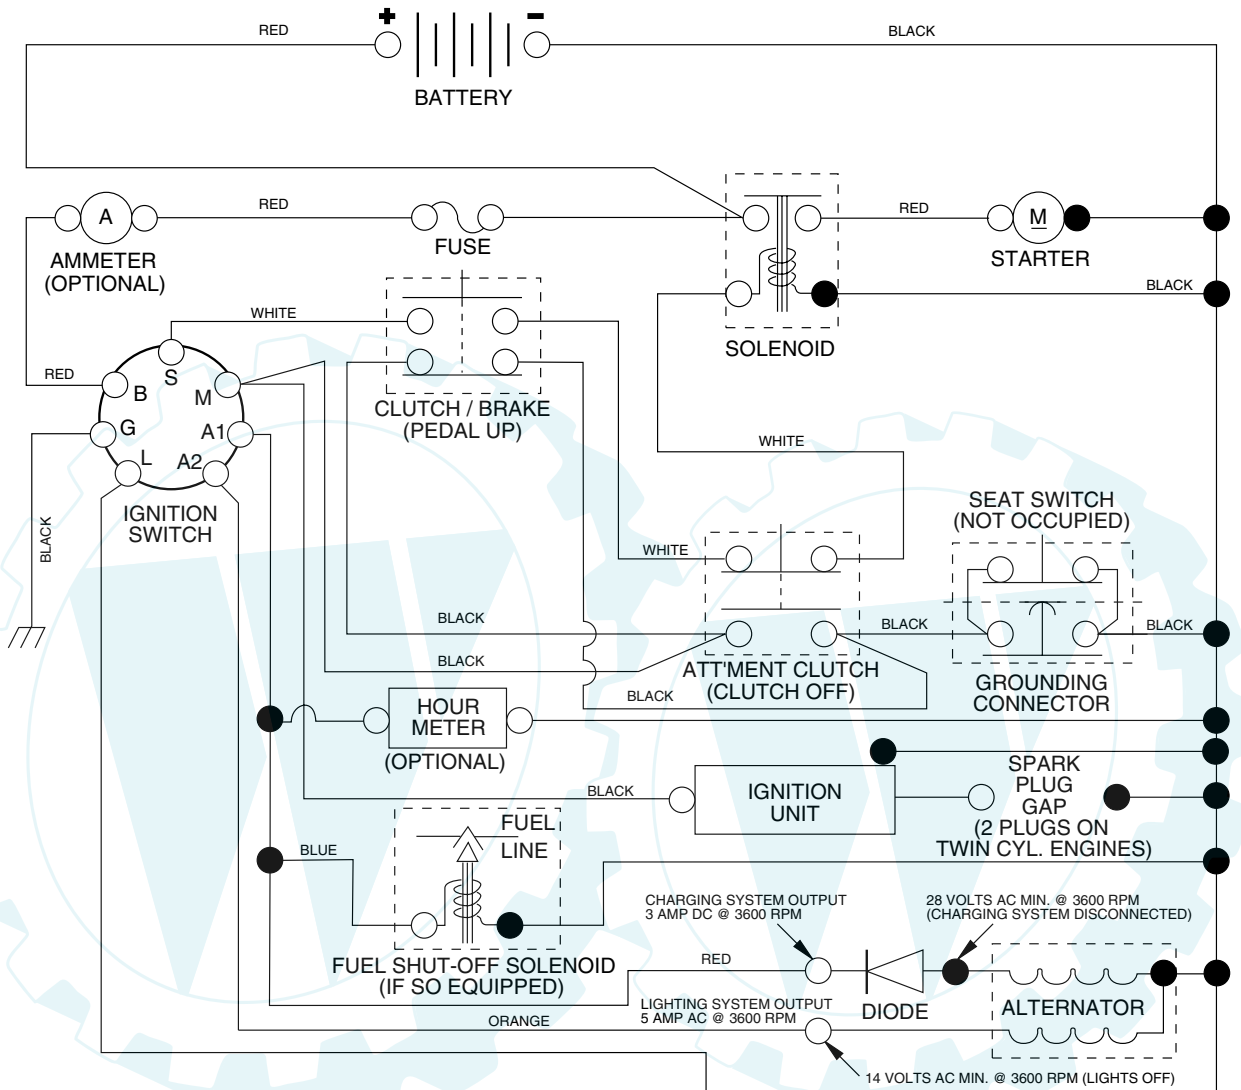 + −
RED
BLACK
BATTERY
A
RED
FUSE
RED
M
AMMETER
(OPTIONAL)
STARTER
BLACK
WHITE
SOLENOID
RED
S
B
M
G
A1
L
A2
CLUTCH / BRAKE
(PEDAL UP)
WHITE
IGNITION
SWITCH
BLACK
SEAT SWITCH
(NOT OCCUPIED)
WHITE
BLACK
BLACK
BLACK
BLACK
ATT'MENT CLUTCH
(CLUTCH OFF)
GROUNDING
CONNECTOR
BLACK
HOUR
METER
(OPTIONAL)
BLACK
IGNITION
UNIT
SPARK
PLUG
GAP
(2 PLUGS ON
TWIN CYL. ENGINES)
FUEL
LINE
BLUE
CHARGING SYSTEM OUTPUT
3 AMP DC @ 3600 RPM
28 VOLTS AC MIN. @ 3600 RPM
(CHARGING SYSTEM DISCONNECTED)
FUEL SHUT-OFF SOLENOID
(IF SO EQUIPPED)
RED
DIODE
ALTERNATOR
LIGHTING SYSTEM OUTPUT
5 AMP AC @ 3600 RPM
ORANGE
14 VOLTS AC MIN. @ 3600 RPM (LIGHTS OFF)